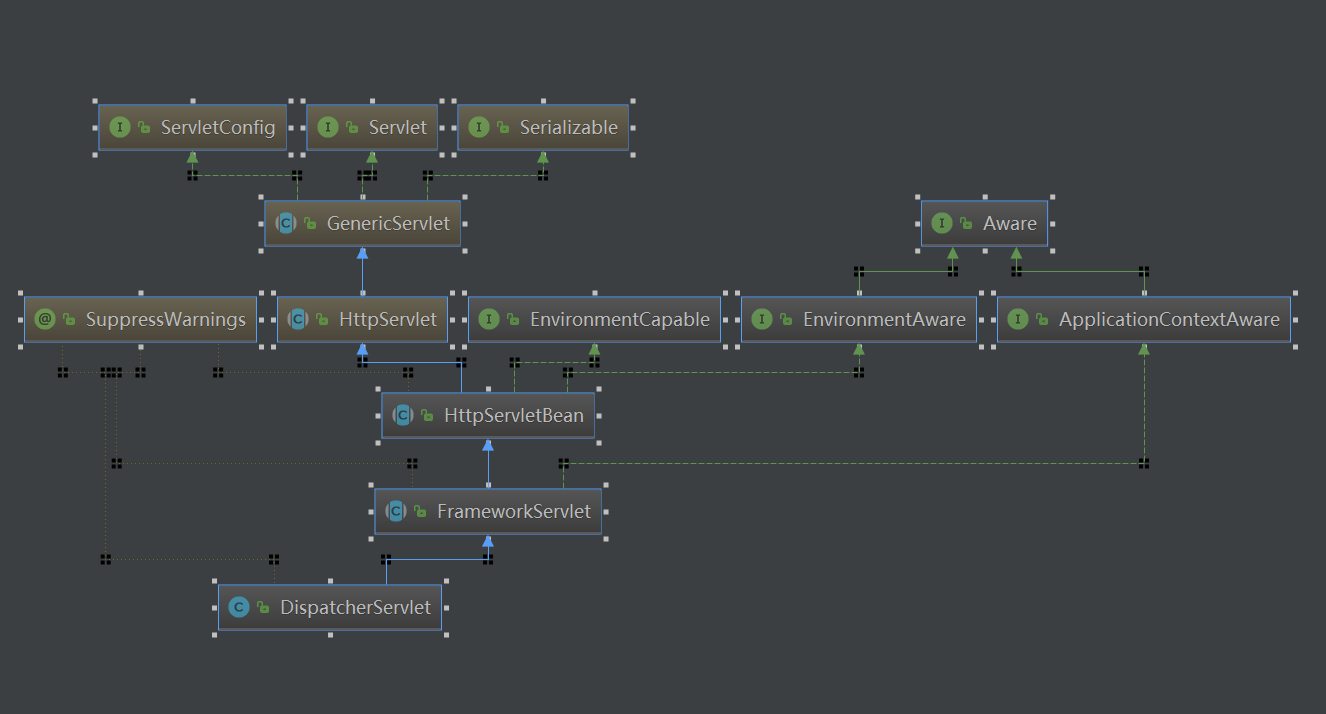 I ServletConfig
I Servlet
I Serializable
C GenericServlet
I Aware
@ SuppressWarnings
C HttpServlet
I EnvironmentCapable
I EnvironmentAware
I ApplicationContextAware
C HttpServletBean
C FrameworkServlet
C DispatcherServlet